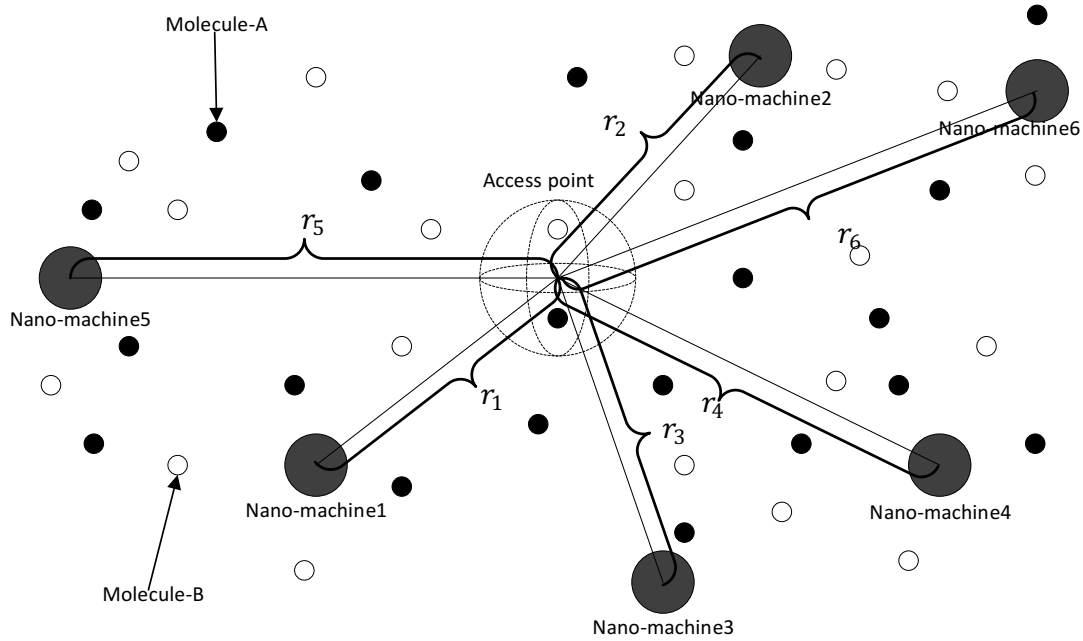 Molecule-A
Nano-machine2
r2
Nano-machine6
Access point
r5
r6
Nano-machine5
r1
r4
r3
Nano-machine1
Nano-machine4
Molecule-B
Nano-machine3